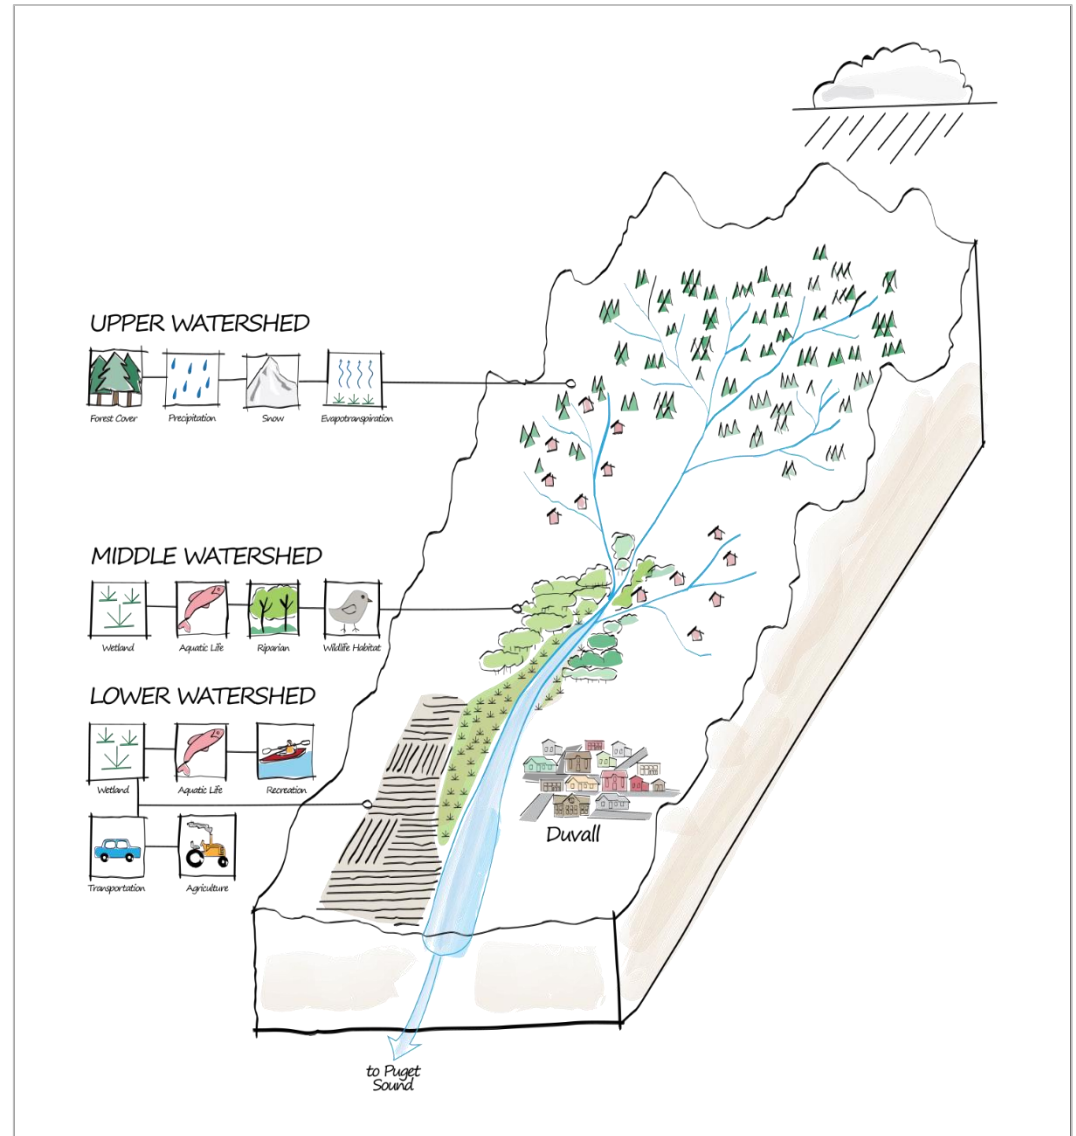 UPPER WATERSHED
Forest Cover
Precipitation
Snow
Evapotranspiration
MIDDLE WATERSHED
Wetland
Aquatic Life
Riparian
Wildlife Habitat
LOWER WATERSHED
Wetland
Aquatic Life
Recreation
Transportation
Agriculture
Duvall
to Puget
Sound